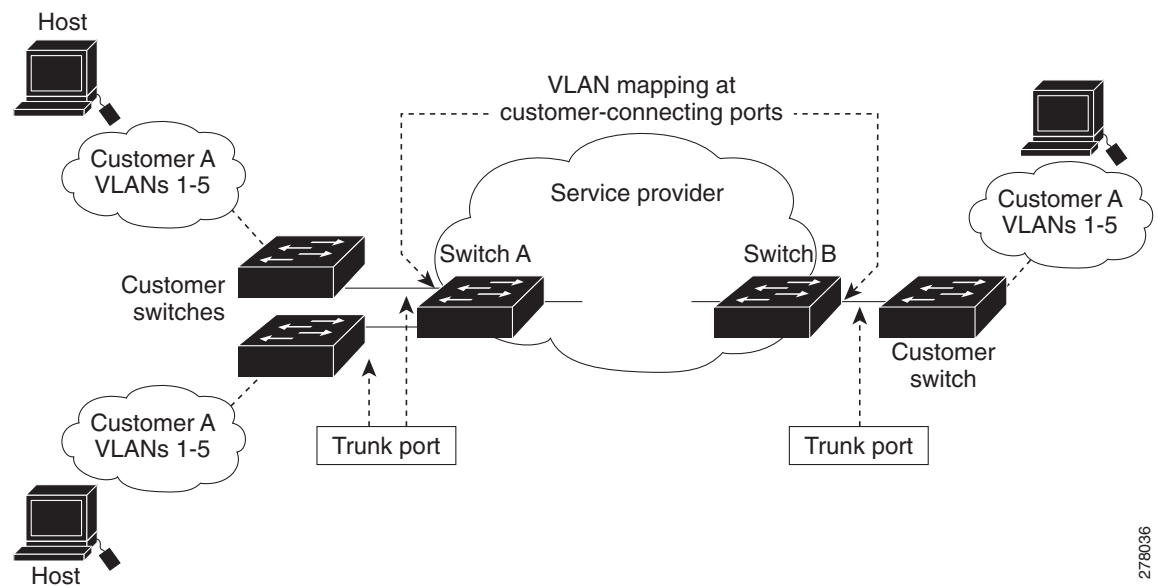 Host
VLAN mapping at
customer-connecting ports
Customer A
VLANs 1-5
Service provider
Customer A
VLANs 1-5
Switch A
Switch B
Customer
switches
Customer
switch
Customer A
VLANs 1-5
Trunk port
Trunk port
Host
278036